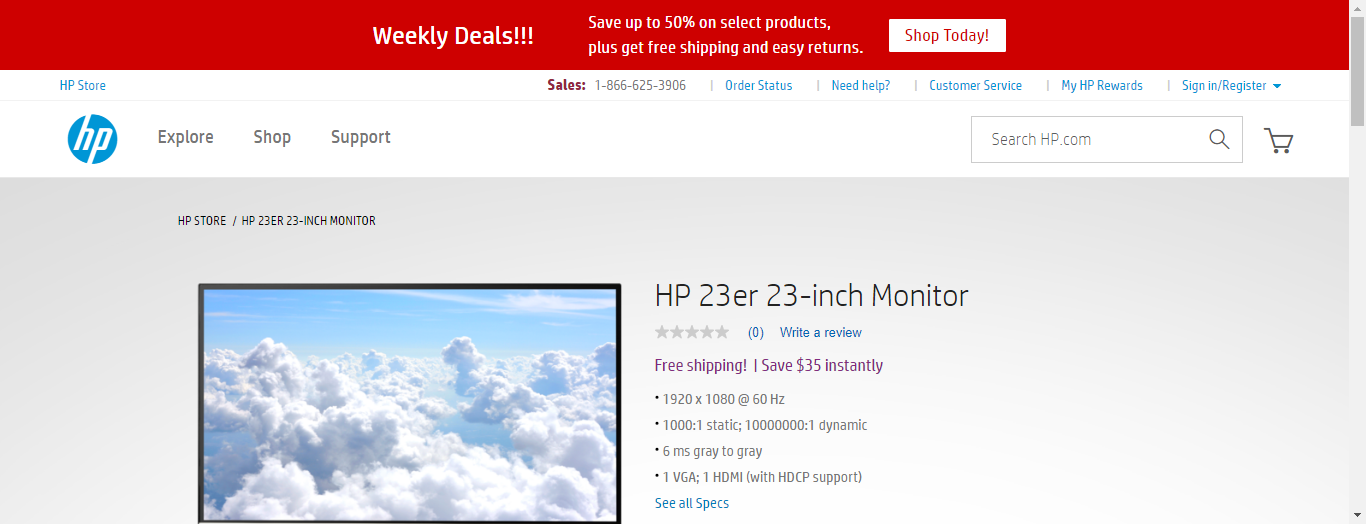 Weekly Deals!!!
Save up to 50% on select products,
plus get free shipping and easy returns.
Shop Today!
HP Store
Sales: 1-866-625-3906 | Order Status | Need help? | Customer Service | My HP Rewards | Sign in/Register
hp
Explore Shop Support
Search HP.com
HP STORE / HP 23ER 23-INCH MONITOR
HP 23er 23-inch Monitor
(0) Write a review
Free shipping! | Save $35 instantly
• 1920 x 1080 @ 60 Hz
• 1000:1 static; 10000000:1 dynamic
• 6 ms gray to gray
• 1 VGA; 1 HDMI (with HDCP support)
See all Specs